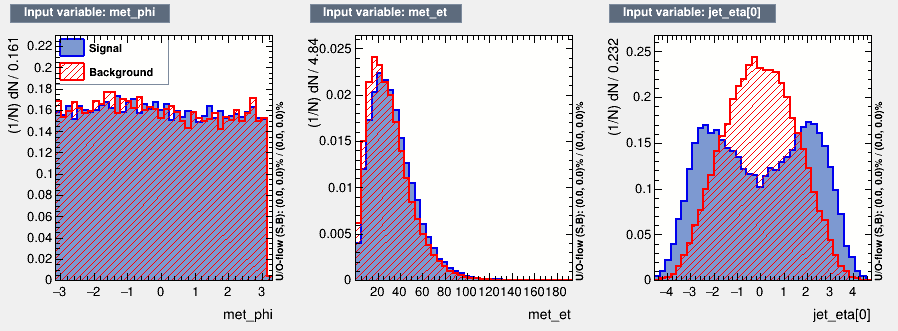 Input variable: met_phi
(1/N) dN / 0.161
0.22
0.2
0.18
0.16
0.14
0.12
0.1
0.08
0.06
0.04
0.02
0
Signal
Background
−3 −2 −1 0 1 2 3
met_phi
U/O-flow (S,B): (0.0, 0.0)% / (0.0, 0.0)%
Input variable: met_et
(1/N) dN / 4.84
0.025
0.02
0.015
0.01
0.005
0
20 40 60 80 100 120 140 160 180
met_et
U/O-flow (S,B): (0.0, 0.0)% / (0.0, 0.0)%
Input variable: jet_eta[0]
(1/N) dN / 0.232
0.25
0.2
0.15
0.1
0.05
0
−4 −3 −2 −1 0 1 2 3 4
jet_eta[0]
U/O-flow (S,B): (0.0, 0.0)% / (0.0, 0.0)%